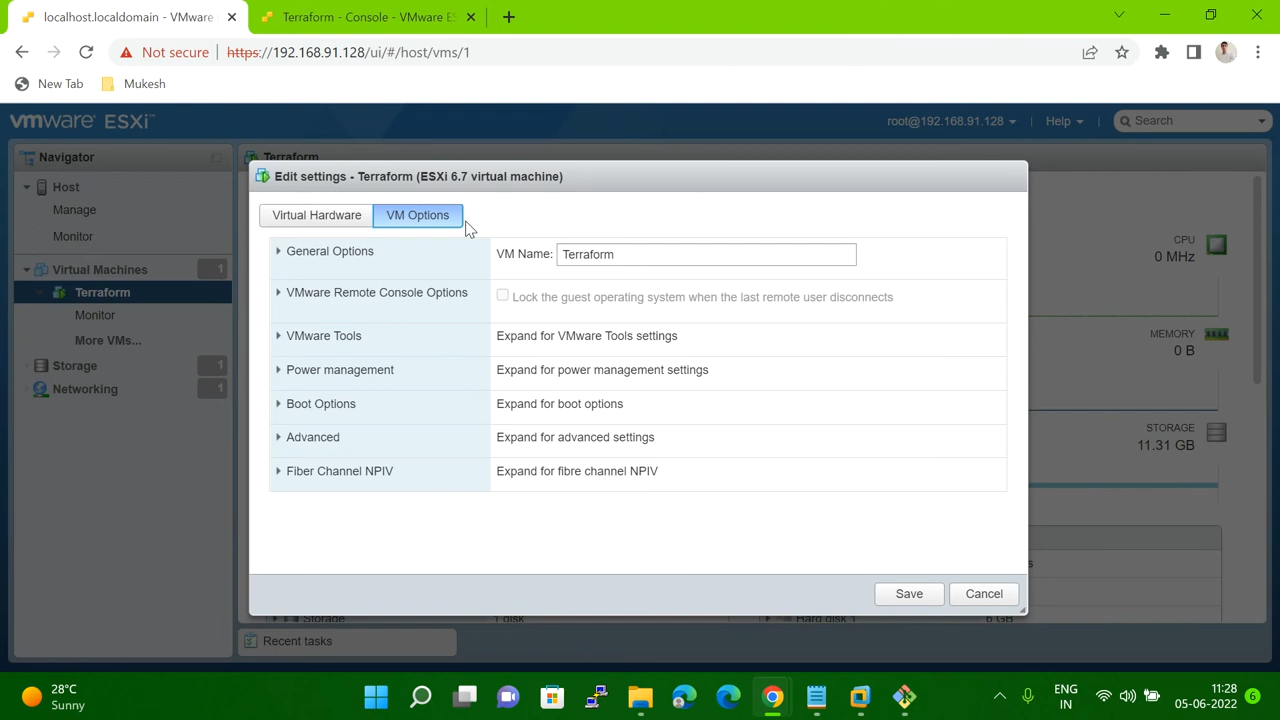 localhost.localdomain - VMware
Terraform - Console - VMware ES
Not secure
https://192.168.91.128/ui/#/host/vms/1
New Tab
Mukesh
vmware ESXi
root@192.168.91.128
Help
Search
Navigator
Host
Manage
Monitor
Virtual Machines 1
Terraform
Monitor
More VMs...
Storage 1
Networking 1
Terraform
Edit settings - Terraform (ESXi 6.7 virtual machine)
Virtual Hardware
VM Options
General Options
VM Name: Terraform
VMware Remote Console Options
Lock the guest operating system when the last remote user disconnects
VMware Tools
Expand for VMware Tools settings
Power management
Expand for power management settings
Boot Options
Expand for boot options
Advanced
Expand for advanced settings
Fiber Channel NPIV
Expand for fibre channel NPIV
Save
Cancel
CPU
0 MHz
MEMORY
0 B
STORAGE
11.31 GB
Storage
1 disk
Hard disk 1
6 GB
Recent tasks
28°C
Sunny
ENG
IN
11:28
05-06-2022
6